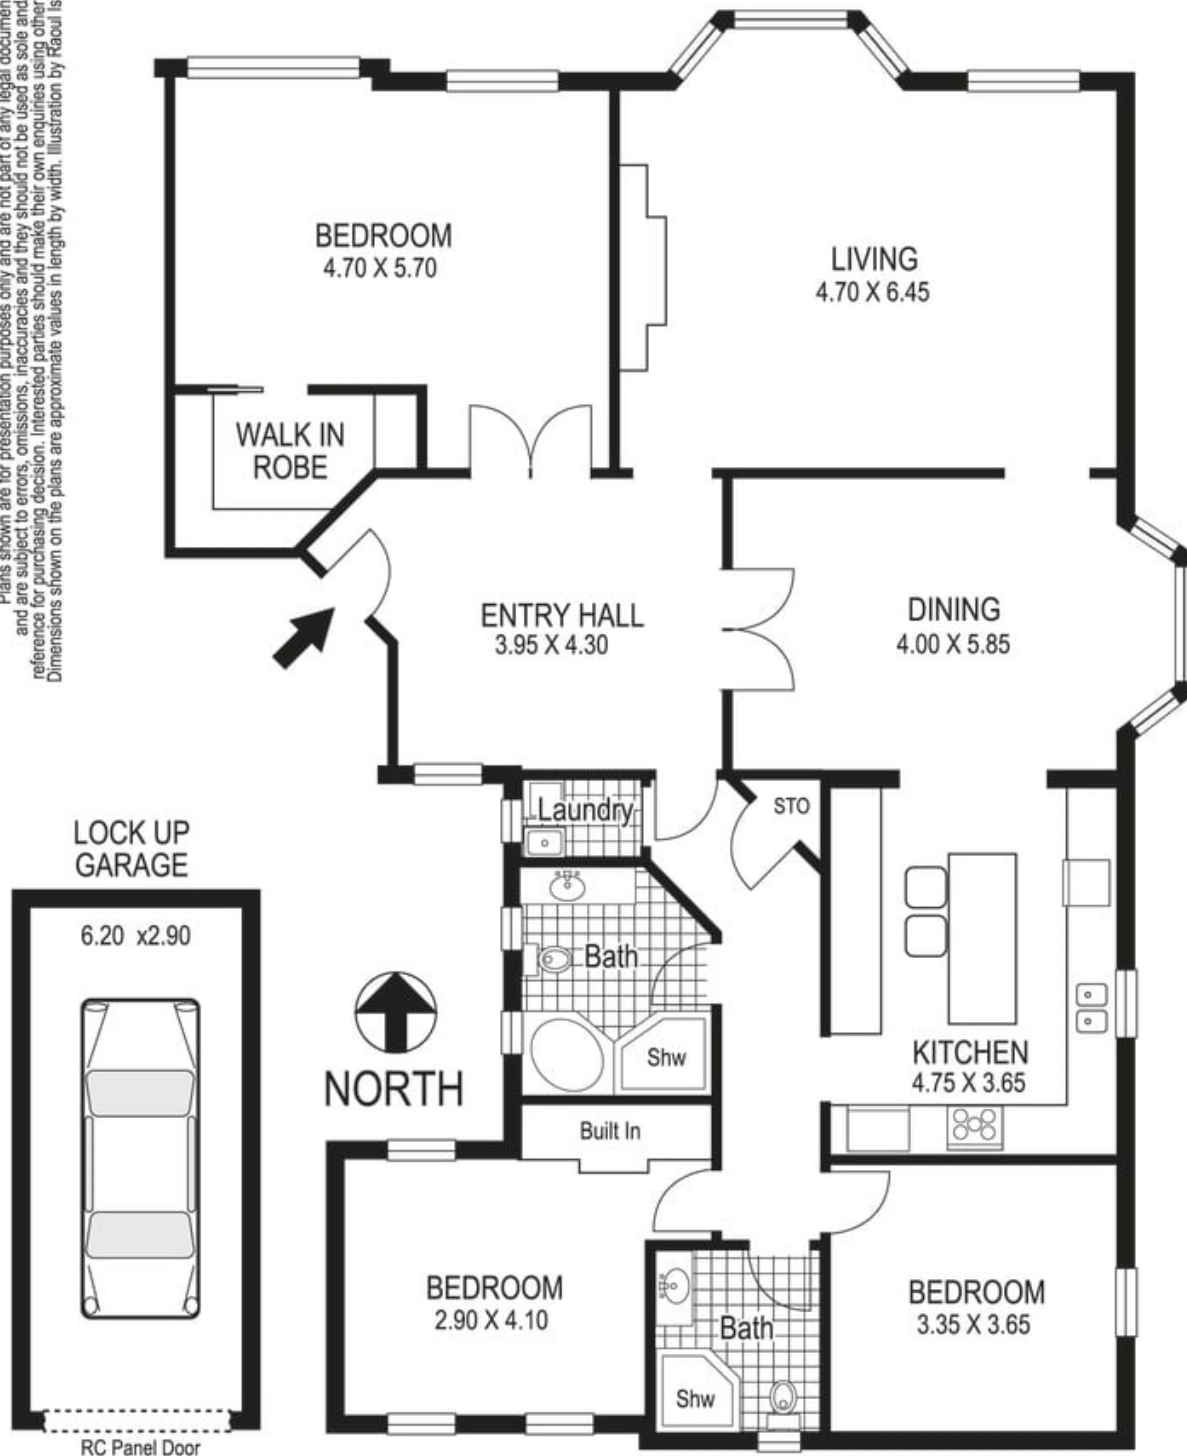 Plans shown are for presentation purposes only and are not part of any legal documen
and are subject to errors, omissions, inaccuracies and they should not be used as sole and
reference for purchasing decision. Interested parties should make their own enquiries using other
Dimensions shown on the plans are approximate values in length by width. Illustration by Raoul Is
BEDROOM
4.70 X 5.70
LIVING
4.70 X 6.45
WALK IN
ROBE
ENTRY HALL
3.95 X 4.30
DINING
4.00 X 5.85
LOCK UP
GARAGE
6.20 x2.90
Laundry
STO
Bath
Shw
NORTH
KITCHEN
4.75 X 3.65
Built In
BEDROOM
2.90 X 4.10
Bath
Shw
BEDROOM
3.35 X 3.65
RC Panel Door